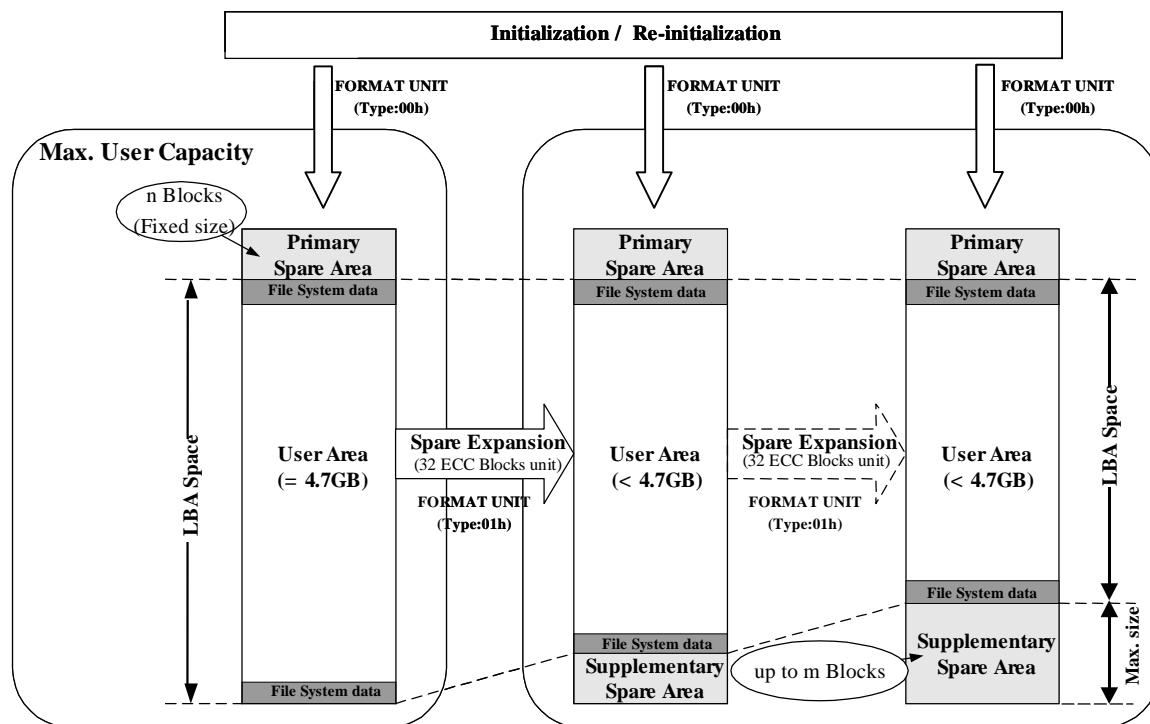 Initialization / Re-initialization
FORMAT UNIT
(Type:00h)
FORMAT UNIT
(Type:00h)
FORMAT UNIT
(Type:00h)
Max. User Capacity
n Blocks
(Fixed size)
Primary
Spare Area
File System data
Primary
Spare Area
File System data
Primary
Spare Area
File System data
LBA Space
User Area
(= 4.7GB)
Spare Expansion
(32 ECC Blocks unit)
FORMAT UNIT
(Type:01h)
User Area
(< 4.7GB)
Spare Expansion
(32 ECC Blocks unit)
FORMAT UNIT
(Type:01h)
User Area
(< 4.7GB)
LBA Space
File System data
File System data
Supplementary
Spare Area
up to m Blocks
File System data
Supplementary
Spare Area
Max. size